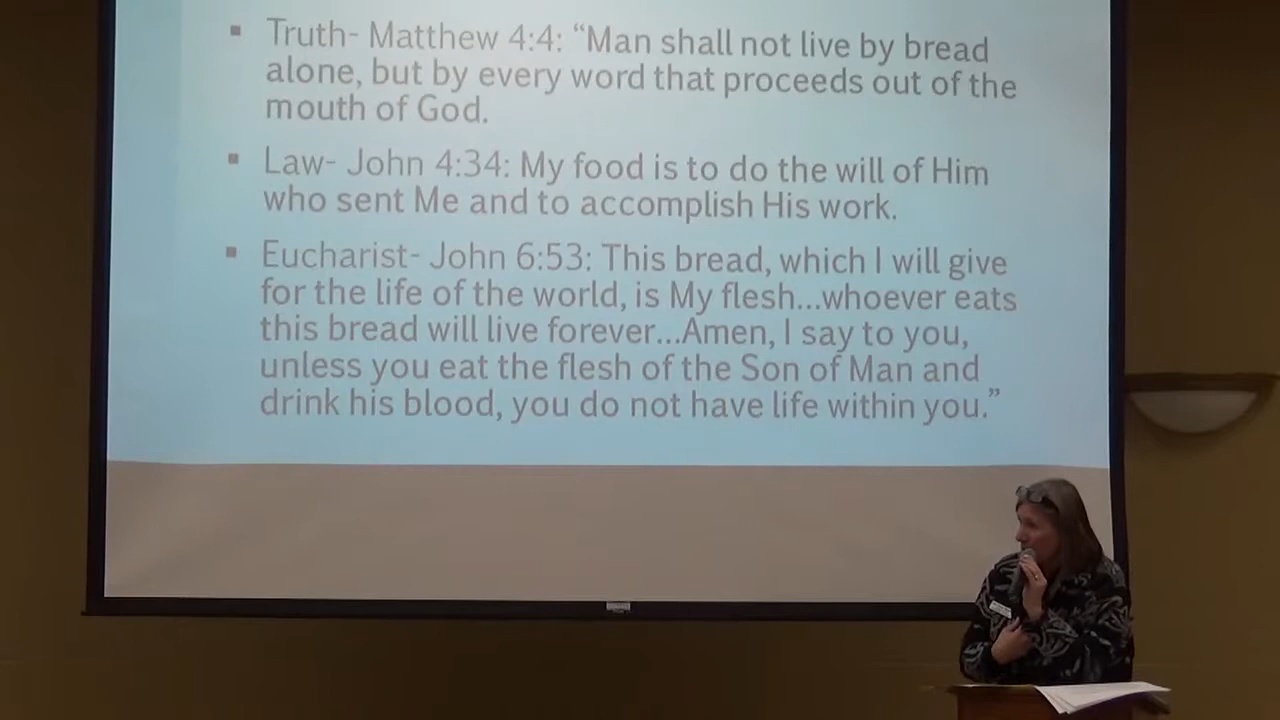 ▪ Truth- Matthew 4:4: “Man shall not live by bread
alone, but by every word that proceeds out of the
mouth of God.
▪ Law- John 4:34: My food is to do the will of Him
who sent Me and to accomplish His work.
▪ Eucharist- John 6:53: This bread, which I will give
for the life of the world, is My flesh...whoever eats
this bread will live forever...Amen, I say to you,
unless you eat the flesh of the Son of Man and
drink his blood, you do not have life within you.”